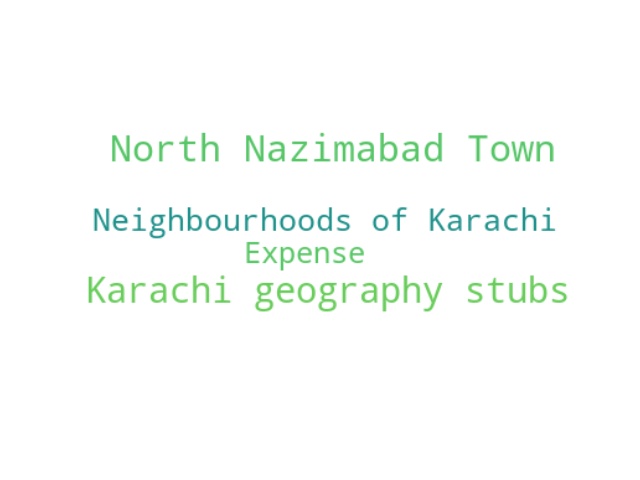 North Nazimabad Town
Neighbourhoods of Karachi
Expense
Karachi geography stubs